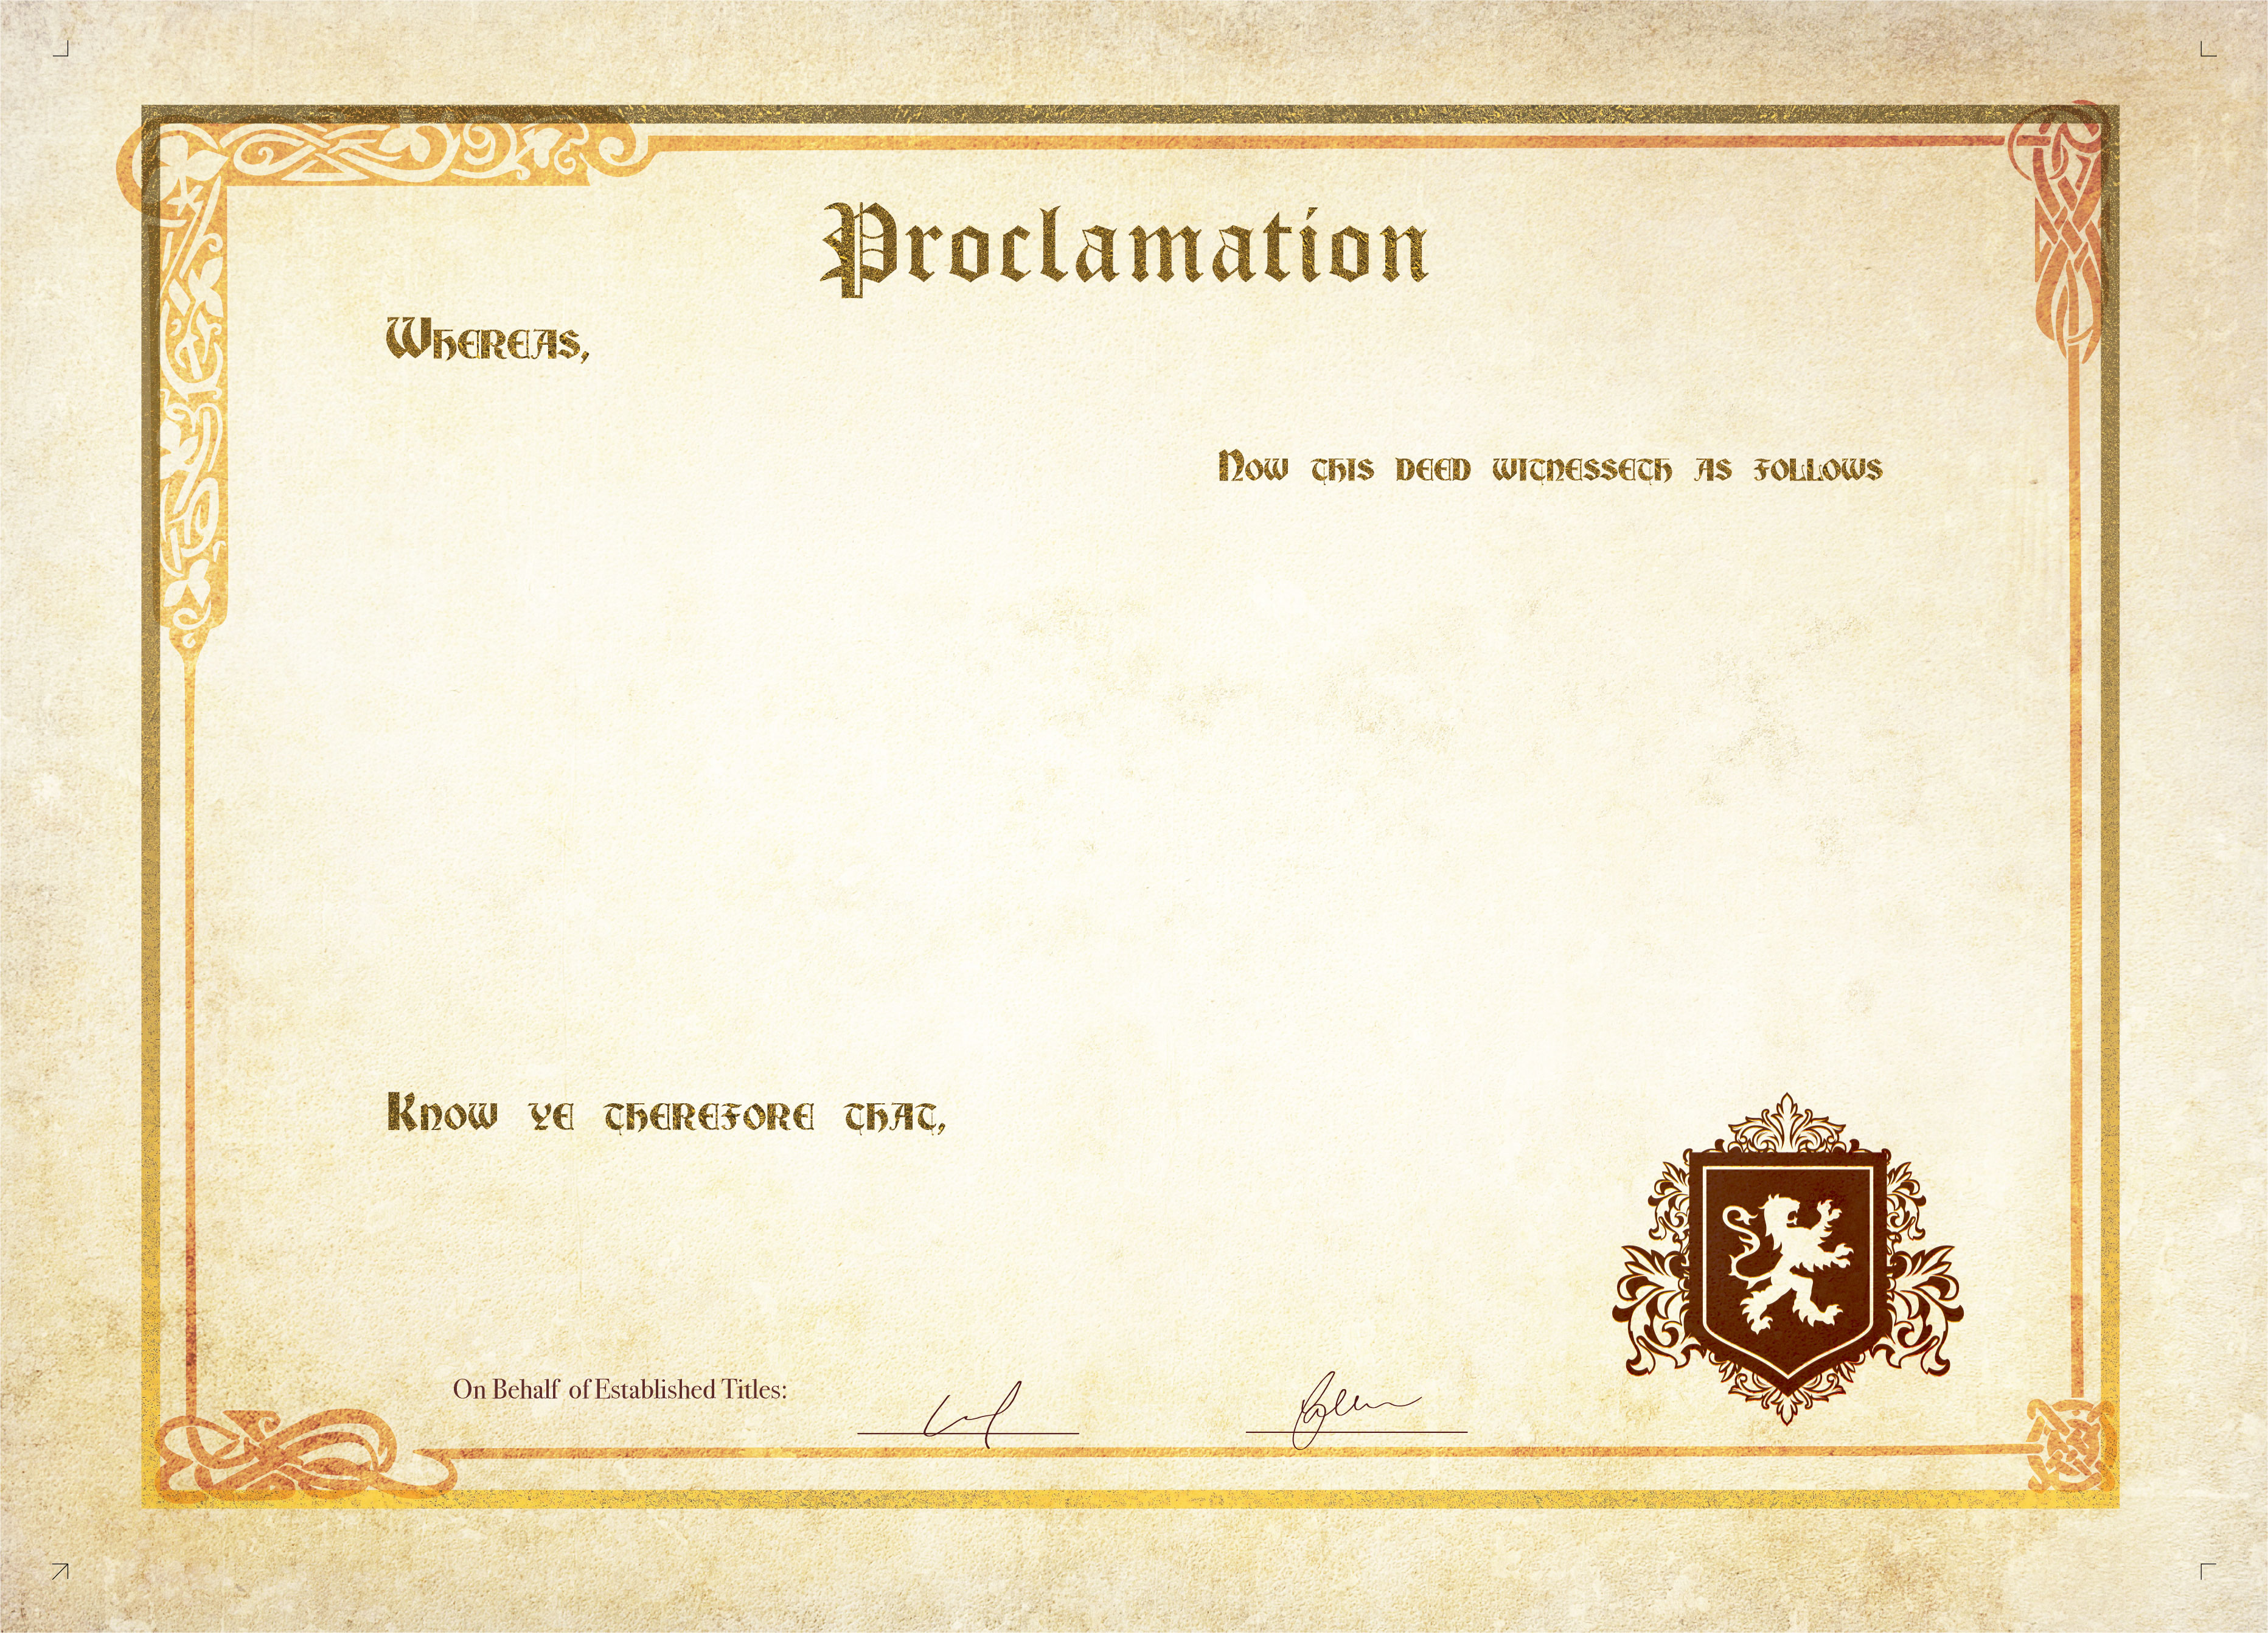 Proclamation
Whereas,
Now this deed witnesseth as follows
Know ye therefore that,
On Behalf of Established Titles: